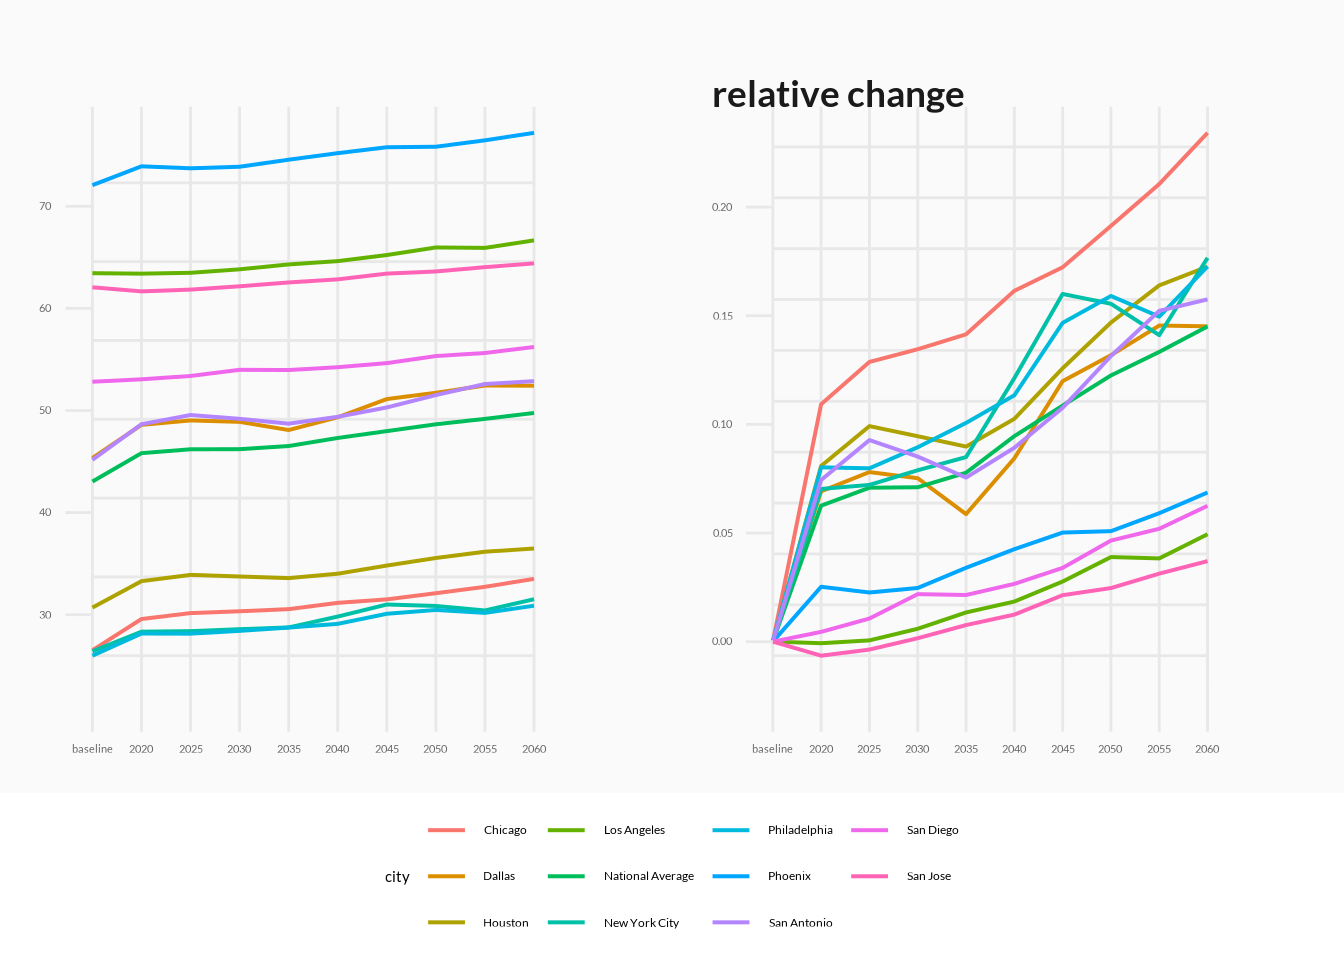 relative change
70
60
50
40
30
baseline 2020 2025 2030 2035 2040 2045 2050 2055 2060
0.20
0.15
0.10
0.05
0.00
baseline 2020 2025 2030 2035 2040 2045 2050 2055 2060
city
Chicago Los Angeles Philadelphia San Diego
Dallas National Average Phoenix San Jose
Houston New York City San Antonio